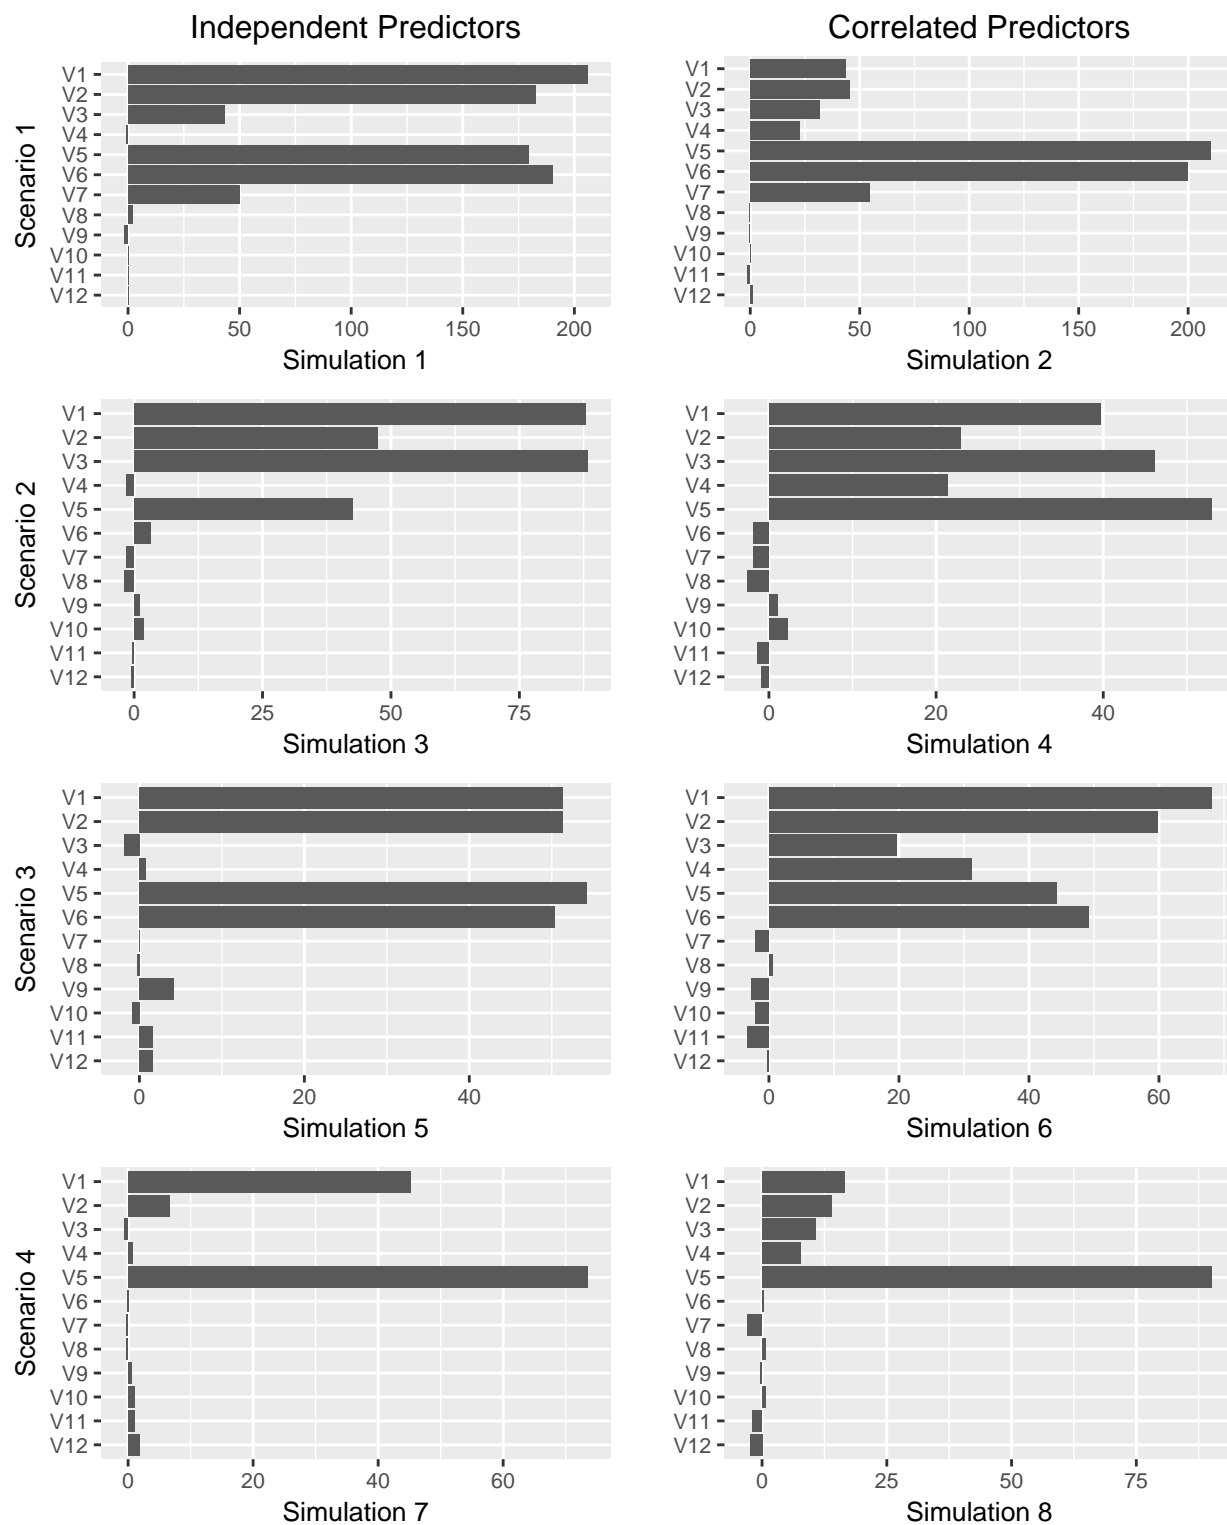 Independent Predictors
Correlated Predictors
Scenario 1
V1
V2
V3
V4
V5
V6
V7
V8
V9
V10
V11
V12
0 50 100 150 200
Simulation 1
V1
V2
V3
V4
V5
V6
V7
V8
V9
V10
V11
V12
0 50 100 150 200
Simulation 2
Scenario 2
V1
V2
V3
V4
V5
V6
V7
V8
V9
V10
V11
V12
0 25 50 75
Simulation 3
V1
V2
V3
V4
V5
V6
V7
V8
V9
V10
V11
V12
0 20 40
Simulation 4
Scenario 3
V1
V2
V3
V4
V5
V6
V7
V8
V9
V10
V11
V12
0 20 40
Simulation 5
V1
V2
V3
V4
V5
V6
V7
V8
V9
V10
V11
V12
0 20 40 60
Simulation 6
Scenario 4
V1
V2
V3
V4
V5
V6
V7
V8
V9
V10
V11
V12
0 20 40 60
Simulation 7
V1
V2
V3
V4
V5
V6
V7
V8
V9
V10
V11
V12
0 25 50 75
Simulation 8